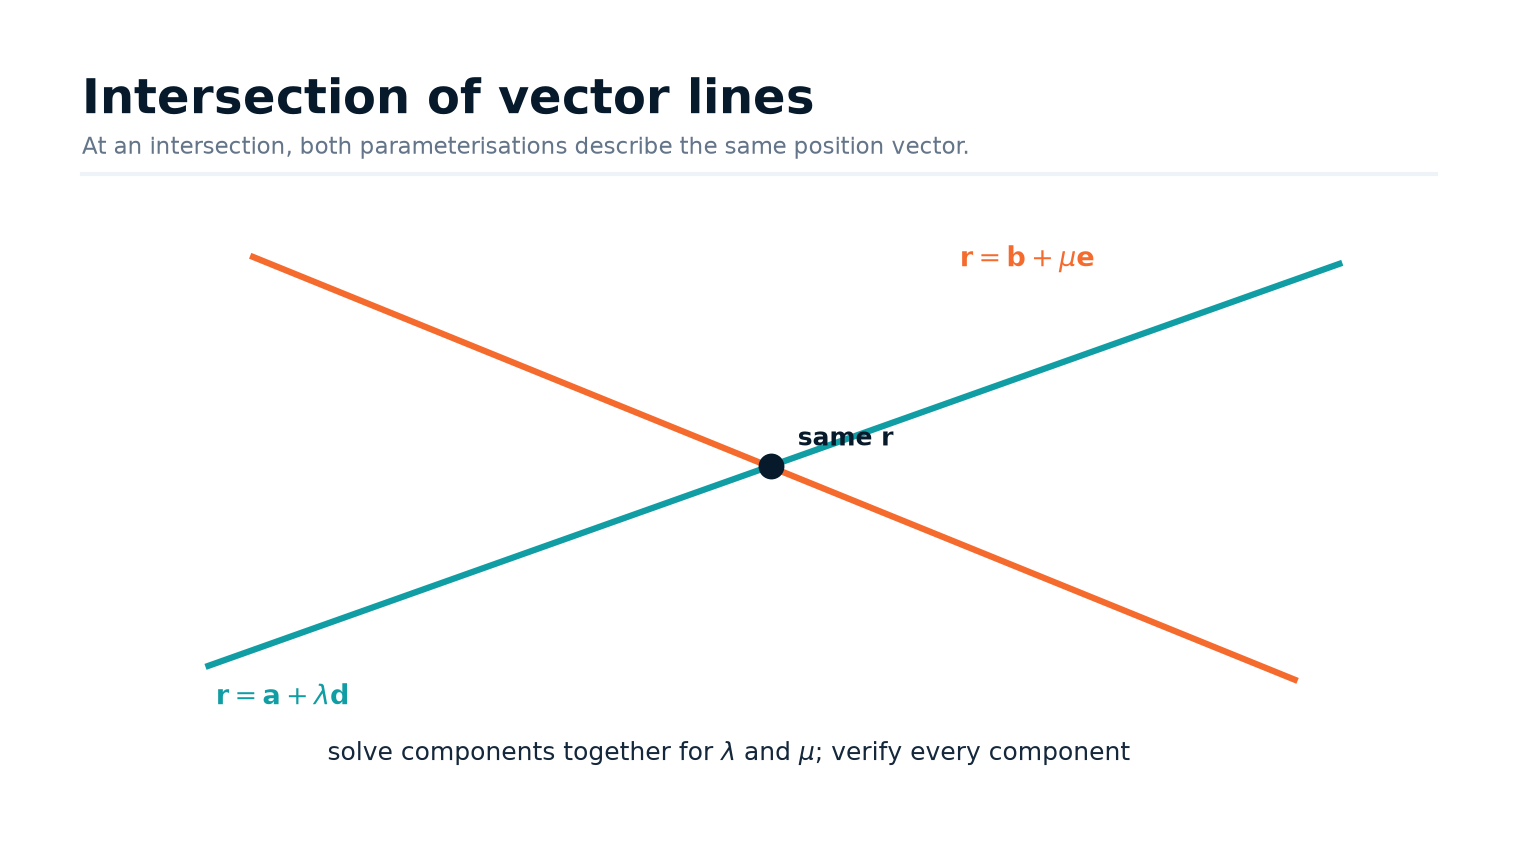 Intersection of vector lines
At an intersection, both parameterisations describe the same position vector.
r = b + μe
same r
r = a + λd
solve components together for λ and μ; verify every component